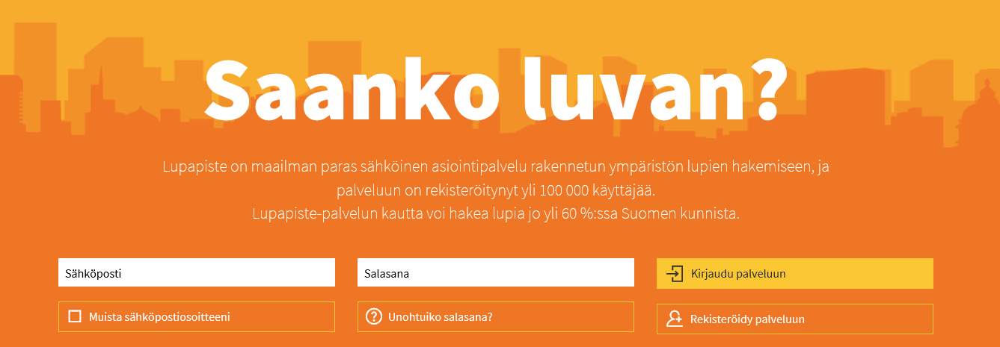 Saanko luvan?
Lupapiste on maailman paras sähköinen asiointipalvelu rakennetun ympäristön lupien hakemiseen, ja
palveluun on rekisteröitynyt yli 100 000 käyttäjää.
Lupapiste-palvelun kautta voi hakea lupia jo yli 60 %:ssa Suomen kunnista.
Sähköposti
Salasana
Kirjaudu palveluun
Muista sähköpostiosoitteeni
Unohtuiko salasana?
Rekisteröidy palveluun